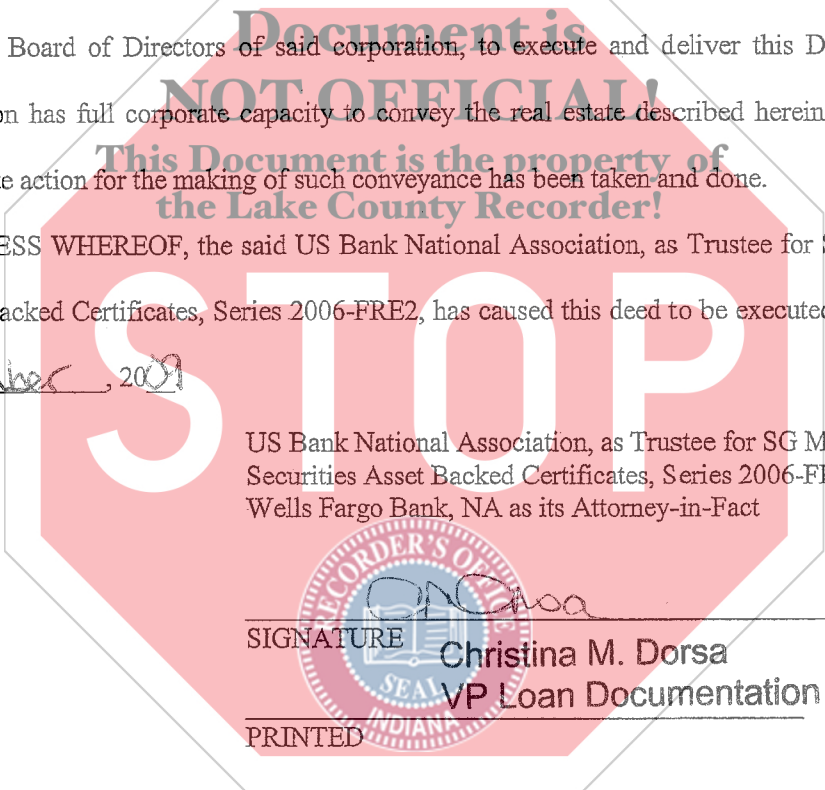 Document is
Board of Directors of said corporation, to execute and deliver this D
NOT OFFICIAL!
on has full corporate capacity to convey the real estate described herein
This Document is the property of
e action for the making of such conveyance has been taken and done.
the Lake County Recorder!
ESS WHEREOF, the said US Bank National Association, as Trustee for S
acked Certificates, Series 2006-FRE2, has caused this deed to be executed
STOP
ber, 2009
US Bank National Association, as Trustee for SG M
Securities Asset Backed Certificates, Series 2006-F
Wells Fargo Bank, NA as its Attorney-in-Fact
RECORDER'S OFFICE
SIGNATURE
Christina M. Dorsa
SEAL
VP Loan Documentation
INDIANA
PRINTED